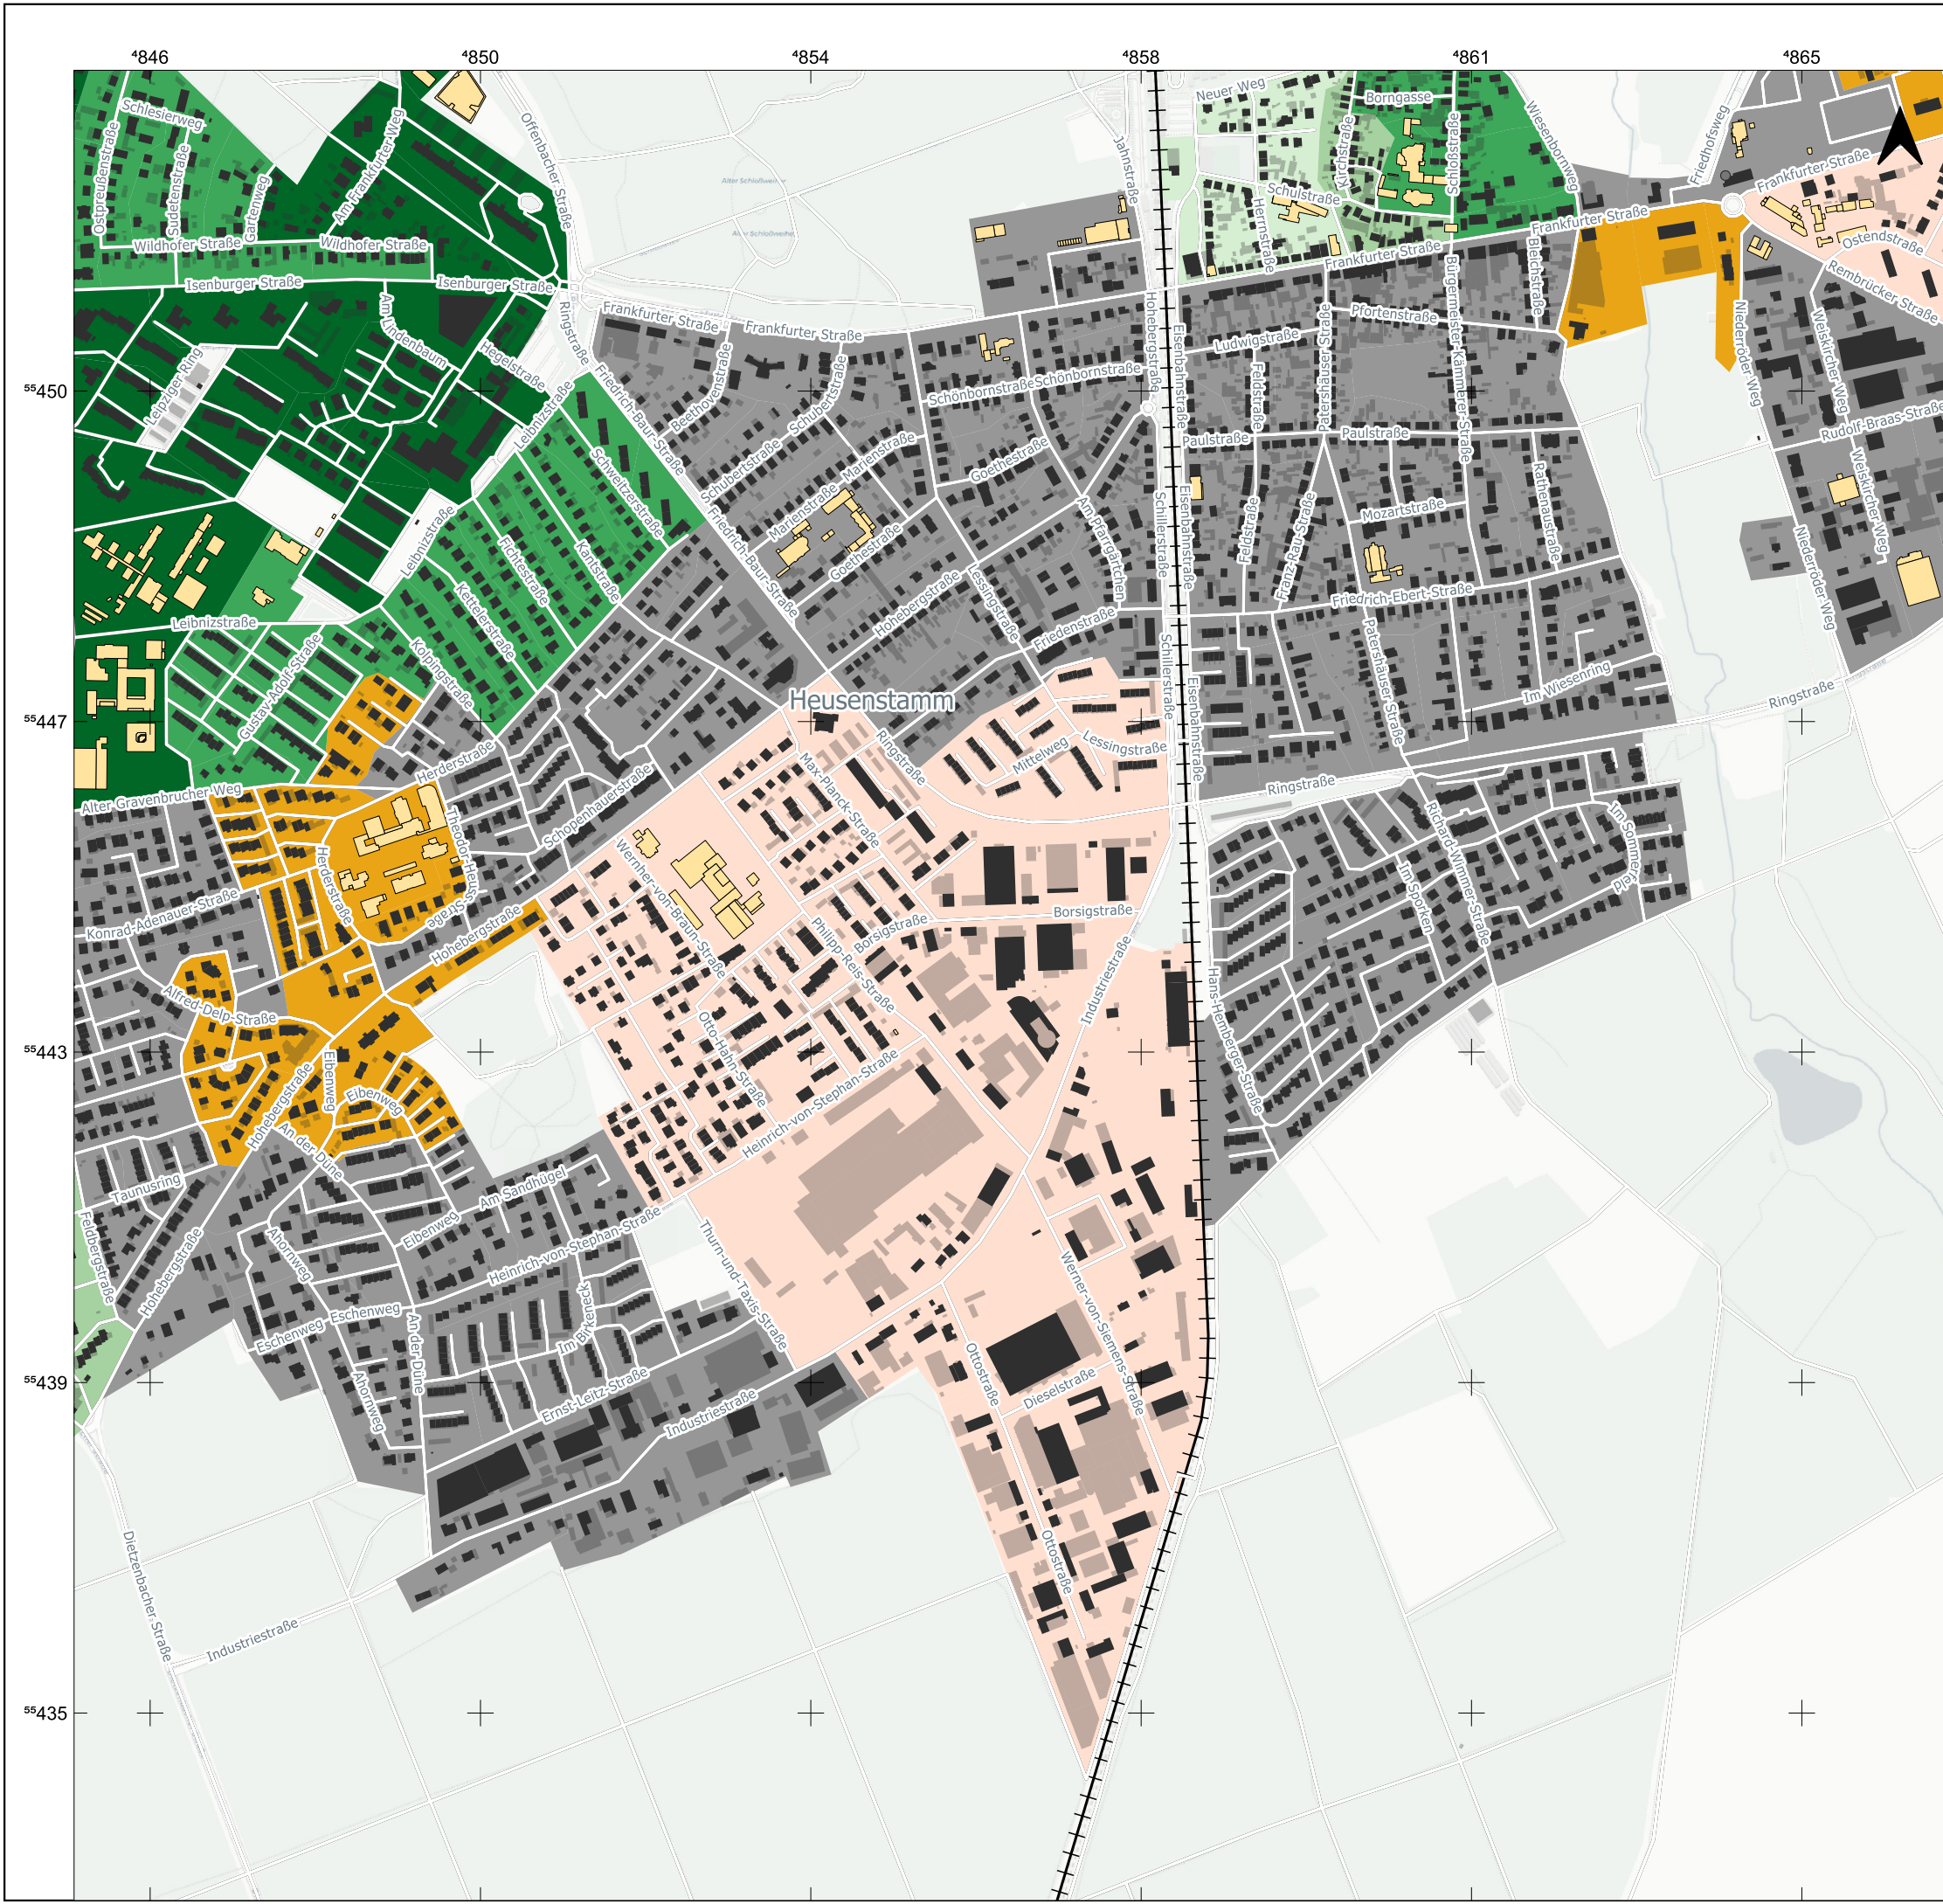 ⁴846 ⁴850 ⁴854 ⁴858 ⁴861 ⁴865
Schlesierweg
Ostpreußenstraße
Sudetenstraße
Gartenweg
Am Frankfurter Weg
Offenbacher Straße
Alter Schloßweiher
Jahnstraße
Neuer Weg
Borngasse
Kirchstraße
Schloßstraße
Wiesenbornweg
Friedhofsweg
Frankfurter Straße
Schulstraße
Herrnstraße
Wildhofer Straße
Wildhofer Straße
Frankfurter Straße
Frankfurter Straße
Ostendstraße
Rembrücker Straße
Isenburger Straße
Isenburger Straße
Ringstraße
Frankfurter Straße
Frankfurter Straße
Hohebergstraße
Eisenbahnstraße
Ludwigstraße
Pfortenstraße
Patershäuser Straße
Bürgermeister-Kämmerer-Straße
Bleichstraße
Niederröder Weg
Weiskircher Weg
Am Lindenbaum
Hegelstraße
Leipziger Ring
Leibnizstraße
Friedrich-Baur-Straße
Beethovenstraße
Schubertstraße
Schubertstraße
Schönbornstraße
Schönbornstraße
Feldstraße
⁵⁵450
Paulstraße
Paulstraße
Rudolf-Braas-Straße
Weiskircher Weg
Schweitzerstraße
Marienstraße
Marienstraße
Goethestraße
Goethestraße
Friedrich-Baur-Straße
Am Pfarrgärtchen
Schillerstraße
Eisenbahnstraße
Feldstraße
Franz-Rau-Straße
Mozartstraße
Rathenaustraße
Niederröder Weg
Leibnizstraße
Fichtestraße
Kantstraße
Kettelerstraße
Hohebergstraße
Lessingstraße
Friedenstraße
Friedrich-Ebert-Straße
Leibnizstraße
Gustav-Adolf-Straße
Kolpingstraße
Schillerstraße
Eisenbahnstraße
Patershäuser Straße
Im Wiesenring
Ringstraße
Heusenstamm
⁵⁵447
Herderstraße
Ringstraße
Mittelweg
Lessingstraße
Ringstraße
Alter Gravenbrucher Weg
Schopenhauerstraße
Max-Planck-Straße
Wernher-von-Braun-Straße
Herderstraße
Richard-Wimmer-Straße
Im Sommerfeld
Im Sporken
Konrad-Adenauer-Straße
Hohebergstraße
Philipp-Reis-Straße
Borsigstraße
Borsigstraße
Industriestraße
Hans-Hemberger-Straße
Alfred-Delp-Straße
Otto-Hahn-Straße
⁵⁵443
Eibenweg
Eibenweg
Hohebergstraße
An der Düne
Heinrich-von-Stephan-Straße
Taunusring
Am Sandhügel
Eibenweg
Feldbergstraße
Hohebergstraße
Ahornweg
Heinrich-von-Stephan-Straße
Thurn-und-Taxis-Straße
Werner-von-Siemens-Straße
Eschenweg
Eschenweg
An der Düne
Im Birkeneck
Ahornweg
⁵⁵439
Ernst-Leitz-Straße
Industriestraße
Ottostraße
Dieselstraße
Dietzenbacher Straße
Industriestraße
Ottostraße
⁵⁵435